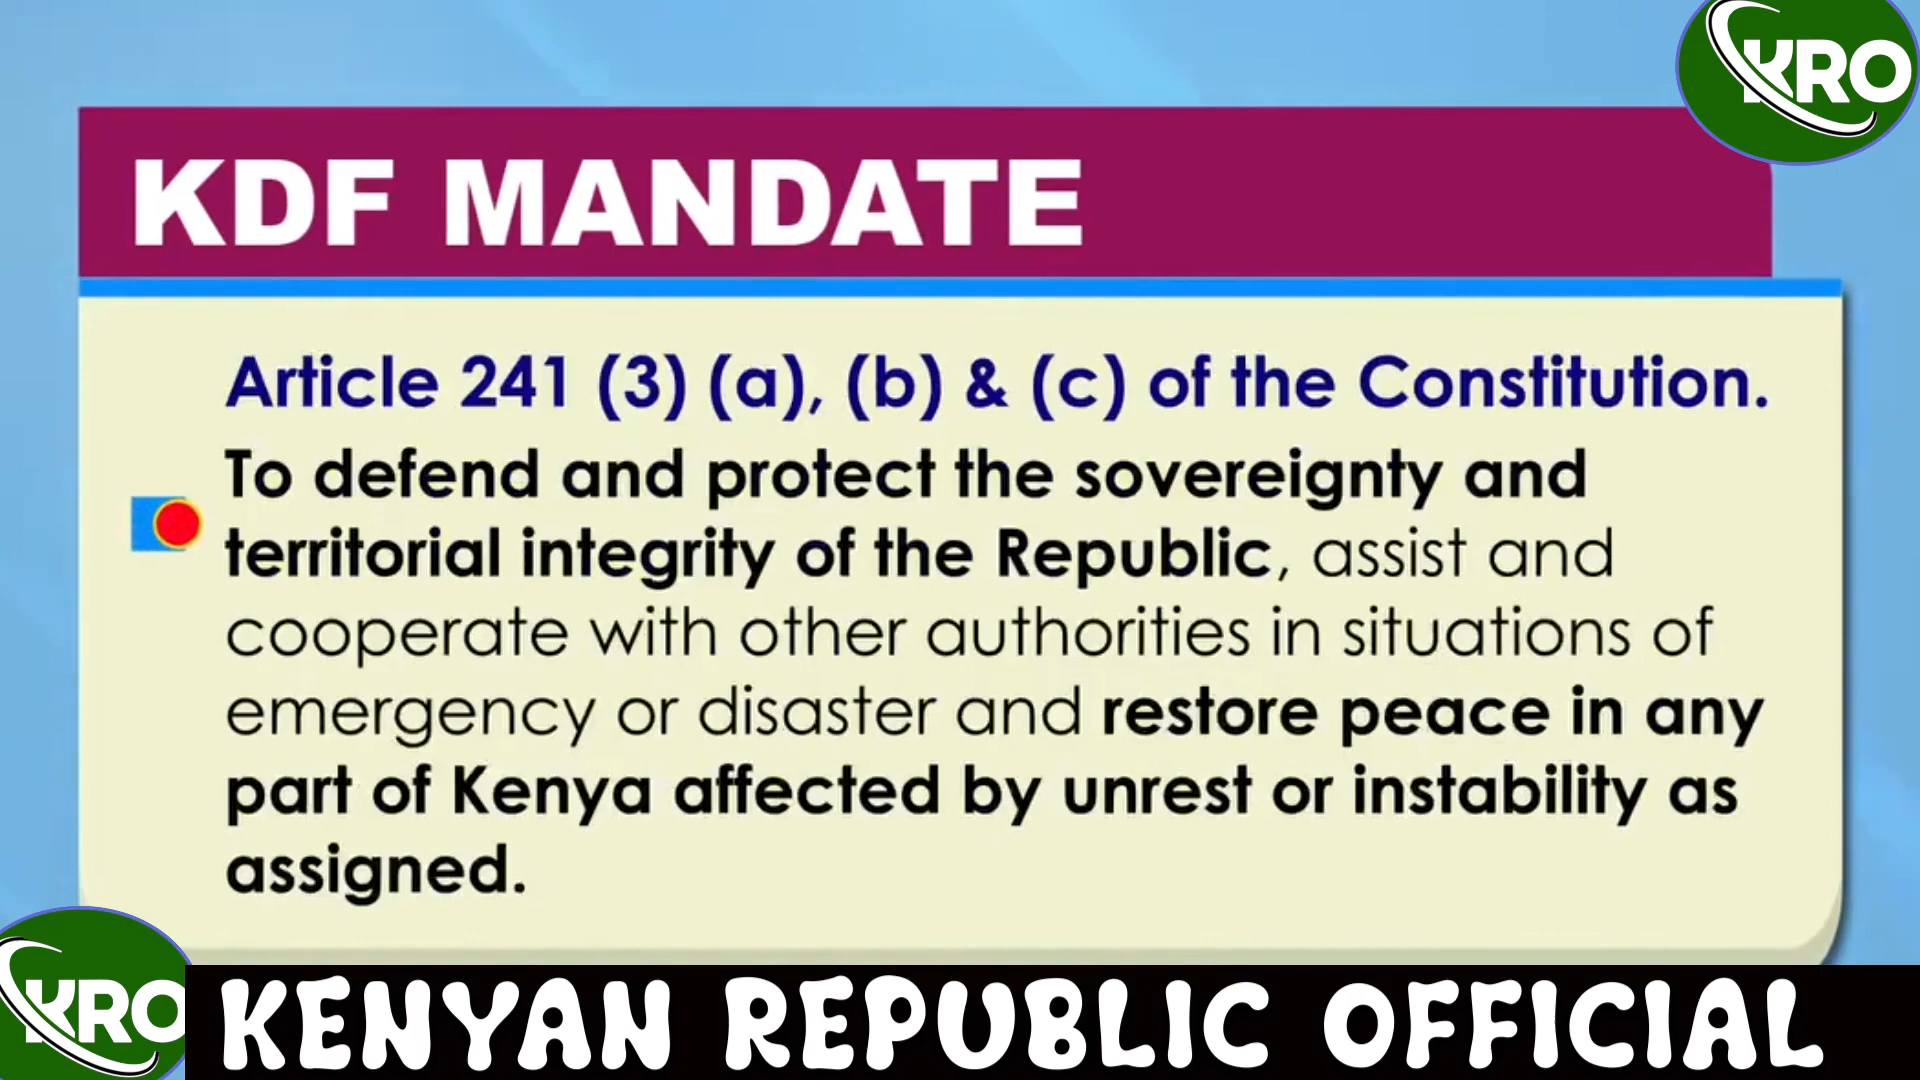 KRO
KDF MANDATE
Article 241 (3) (a), (b) & (c) of the Constitution.
To defend and protect the sovereignty and
territorial integrity of the Republic, assist and
cooperate with other authorities in situations of
emergency or disaster and restore peace in any
part of Kenya affected by unrest or instability as
assigned.
KRO
KENYAN REPUBLIC OFFICIAL